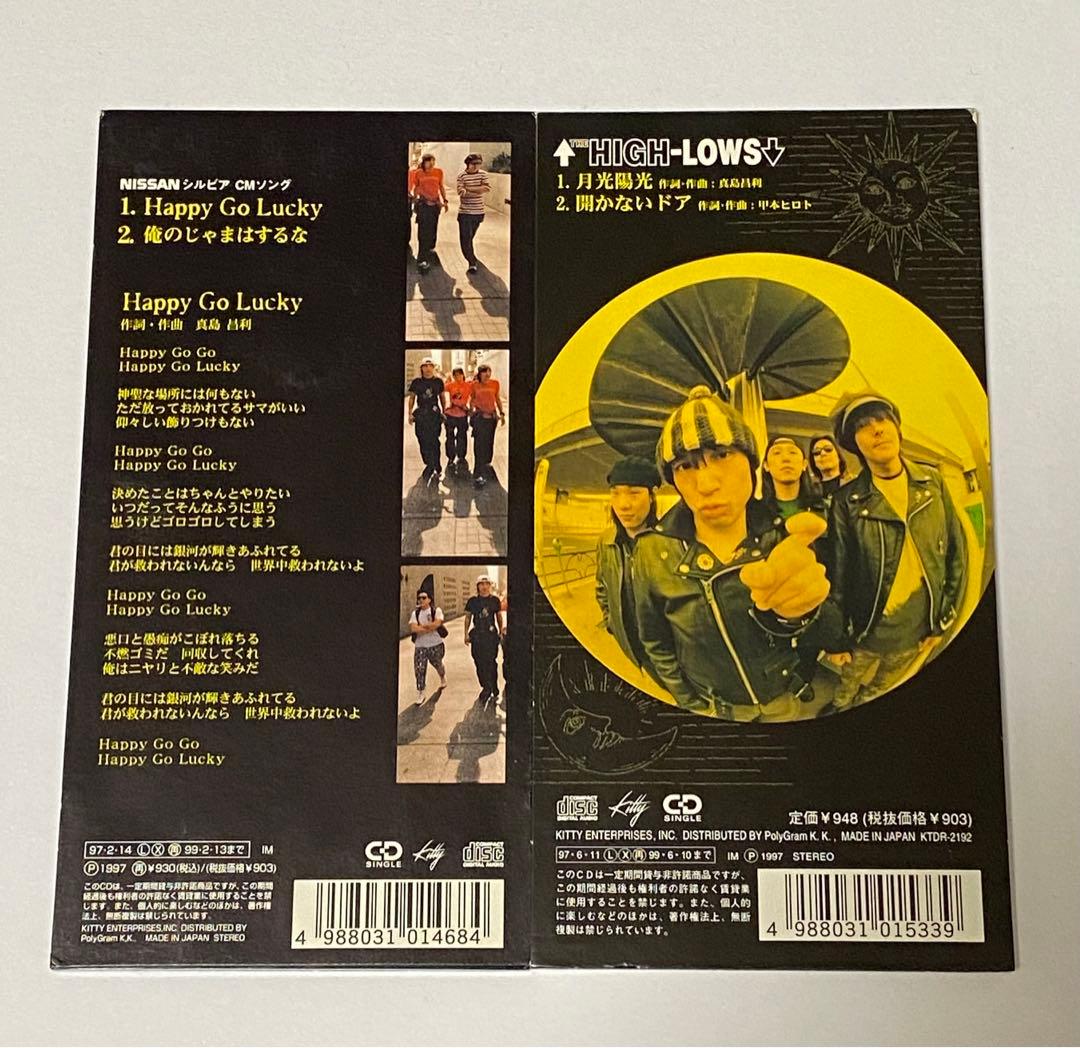 NISSAN シルビア CMソング
1. Happy Go Lucky
2. 俺のじゃまはするな
Happy Go Lucky
作詞・作曲 真島 昌利
Happy Go Go
Happy Go Lucky
神聖な場所には何もない
ただ放っておかれてるサマがいい
仰々しい飾りつけもない
Happy Go Go
Happy Go Lucky
決めたことはちゃんとやりたい
いつだってそんなふうに思う
思うけどゴロゴロしてしまう
君の目には銀河が輝きあふれてる
君が救われないんなら 世界中救われないよ
Happy Go Go
Happy Go Lucky
悪口と愚痴がこぼれ落ちる
不燃ゴミだ 回収してくれ
俺はニヤリと不敵な笑みだ
君の目には銀河が輝きあふれてる
君が救われないんなら 世界中救われないよ
Happy Go Go
Happy Go Lucky
97・2・14 Ⓛ Ⓧ ㊢ 99・2・13まで IM
Ⓟ 1997 再 ¥930(税込)/(税抜価格¥903)
SINGLE
Kitty
COMPACT disc DIGITAL AUDIO
このCDは、一定期間貸与非許諾商品ですが、この期間
経過後も権利者の許諾なく賃貸業に使用することを禁
じます。また、個人的に楽しむなどのほかは、著作権
法上、無断複製は禁じられています。
KITTY ENTERPRISES,INC. DISTRIBUTED BY
PolyGram K.K. MADE IN JAPAN STEREO
4 988031 014684
THE HIGH-LOWS
1. 月光陽光 作詞・作曲:真島昌利
2. 開かないドア 作詞・作曲:甲本ヒロト
COMPACT disc DIGITAL AUDIO
Kitty
CD SINGLE
定価¥948 (税抜価格¥903)
KITTY ENTERPRISES, INC. DISTRIBUTED BY PolyGram K. K. , MADE IN JAPAN KTDR-2192
97・6・11 Ⓛ Ⓧ 再 99・6・10まで IM Ⓟ 1997 STEREO
このCDは一定期間貸与非許諾商品ですが、
この期間経過後も権利者の許諾なく賃貸業
に使用することを禁じます。また、個人的
に楽しむなどのほかは、著作権法上、無断
複製は禁じられています。
4 988031 015339